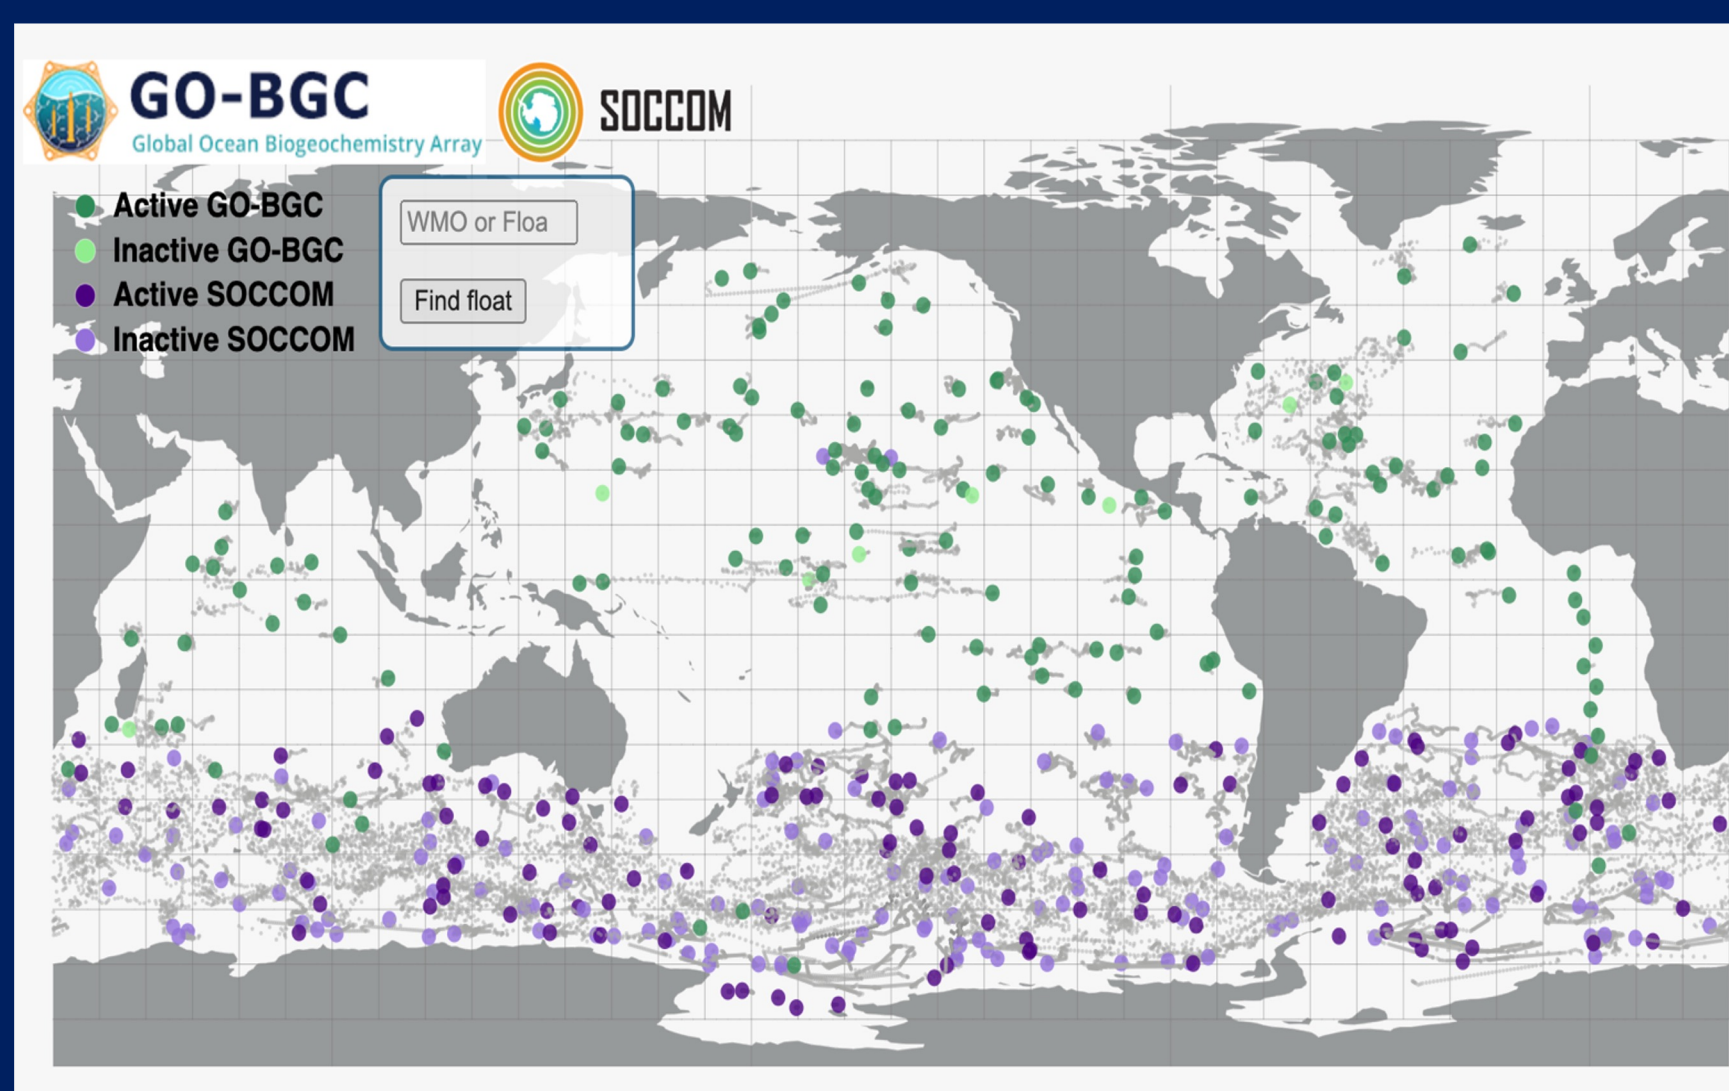 GO-BGC
Global Ocean Biogeochemistry Array
SOCCOM
Active GO-BGC
Inactive GO-BGC
Active SOCCOM
Inactive SOCCOM
WMO or Floa
Find float